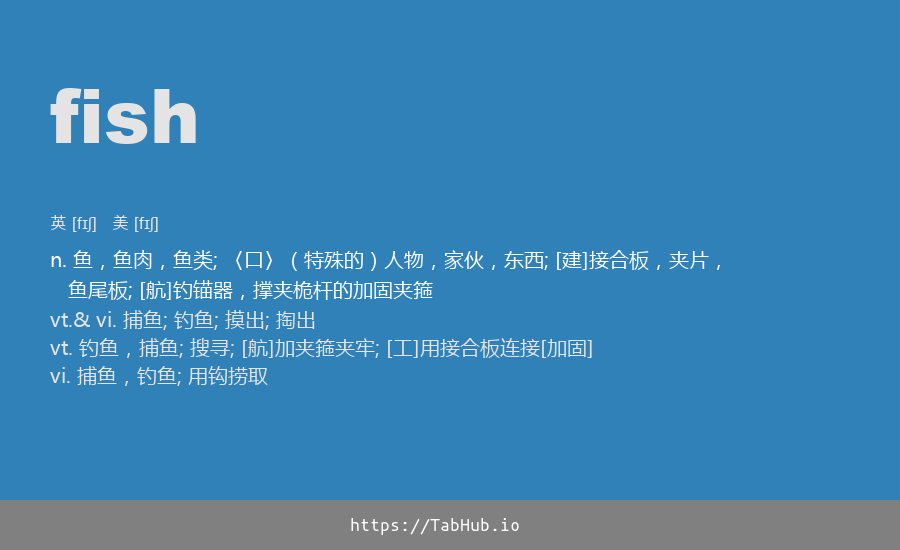 fish
英 [fɪʃ] 美 [fɪʃ]
n. 鱼，鱼肉，鱼类; 〈口〉（特殊的）人物，家伙，东西; [建]接合板，夹片，
鱼尾板; [航]钓锚器，撑夹桅杆的加固夹箍
vt.& vi. 捕鱼; 钓鱼; 摸出; 掏出
vt. 钓鱼，捕鱼; 搜寻; [航]加夹箍夹牢; [工]用接合板连接[加固]
vi. 捕鱼，钓鱼; 用钩捞取
https://TabHub.io